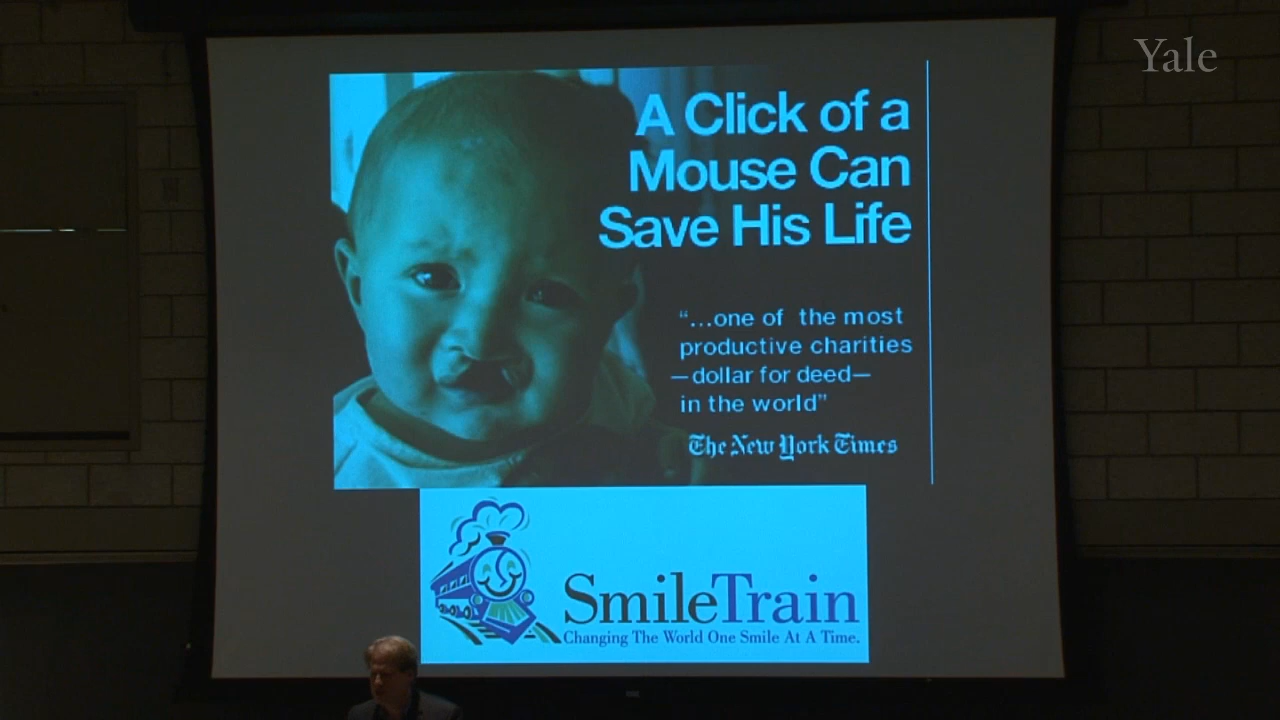 Yale
A Click of a
Mouse Can
Save His Life
“...one of the most
productive charities
—dollar for deed—
in the world”
The New York Times
SmileTrain
Changing The World One Smile At A Time.